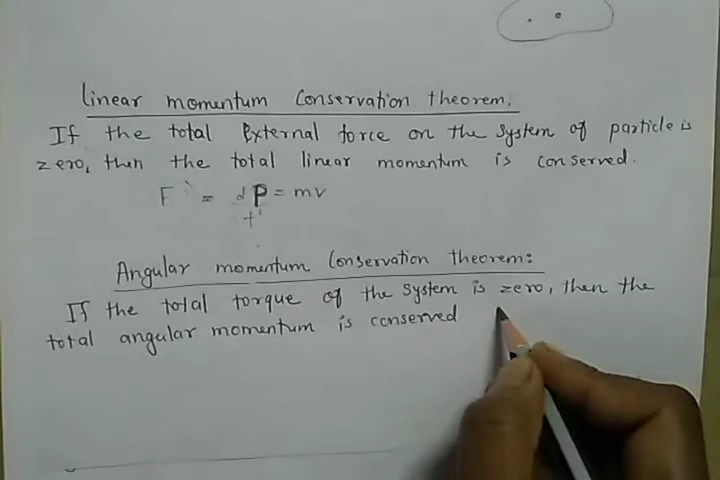 Linear momentum Conservation theorem.
If the total External force on the system of particle is
zero, then the total linear momentum is conserved.
F = dP = mv
t
Angular momentum Conservation theorem:
If the total torque of the system is zero, then the
total angular momentum is conserved